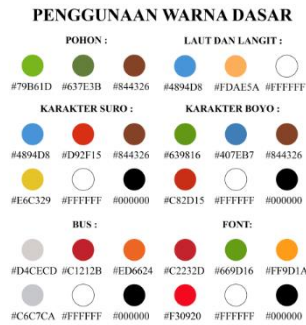 PENGGUNAAN WARNA DASAR
POHON : LAUT DAN LANGIT :
#79B61D #637E3B #844326 #4894D8 #FDAE5A #FFFFFF
KARAKTER SURO : KARAKTER BOYO :
#4894D8 #D92F15 #844326 #639816 #407EB7 #844326
#E6C329 #FFFFFF #000000 #C82D15 #FFFFFF #000000
BUS : FONT:
#D4CECD #C1212B #ED6624 #C2232D #669D16 #FF9D1A
#C6C7CA #FFFFFF #000000 #F30920 #FFFFFF #000000